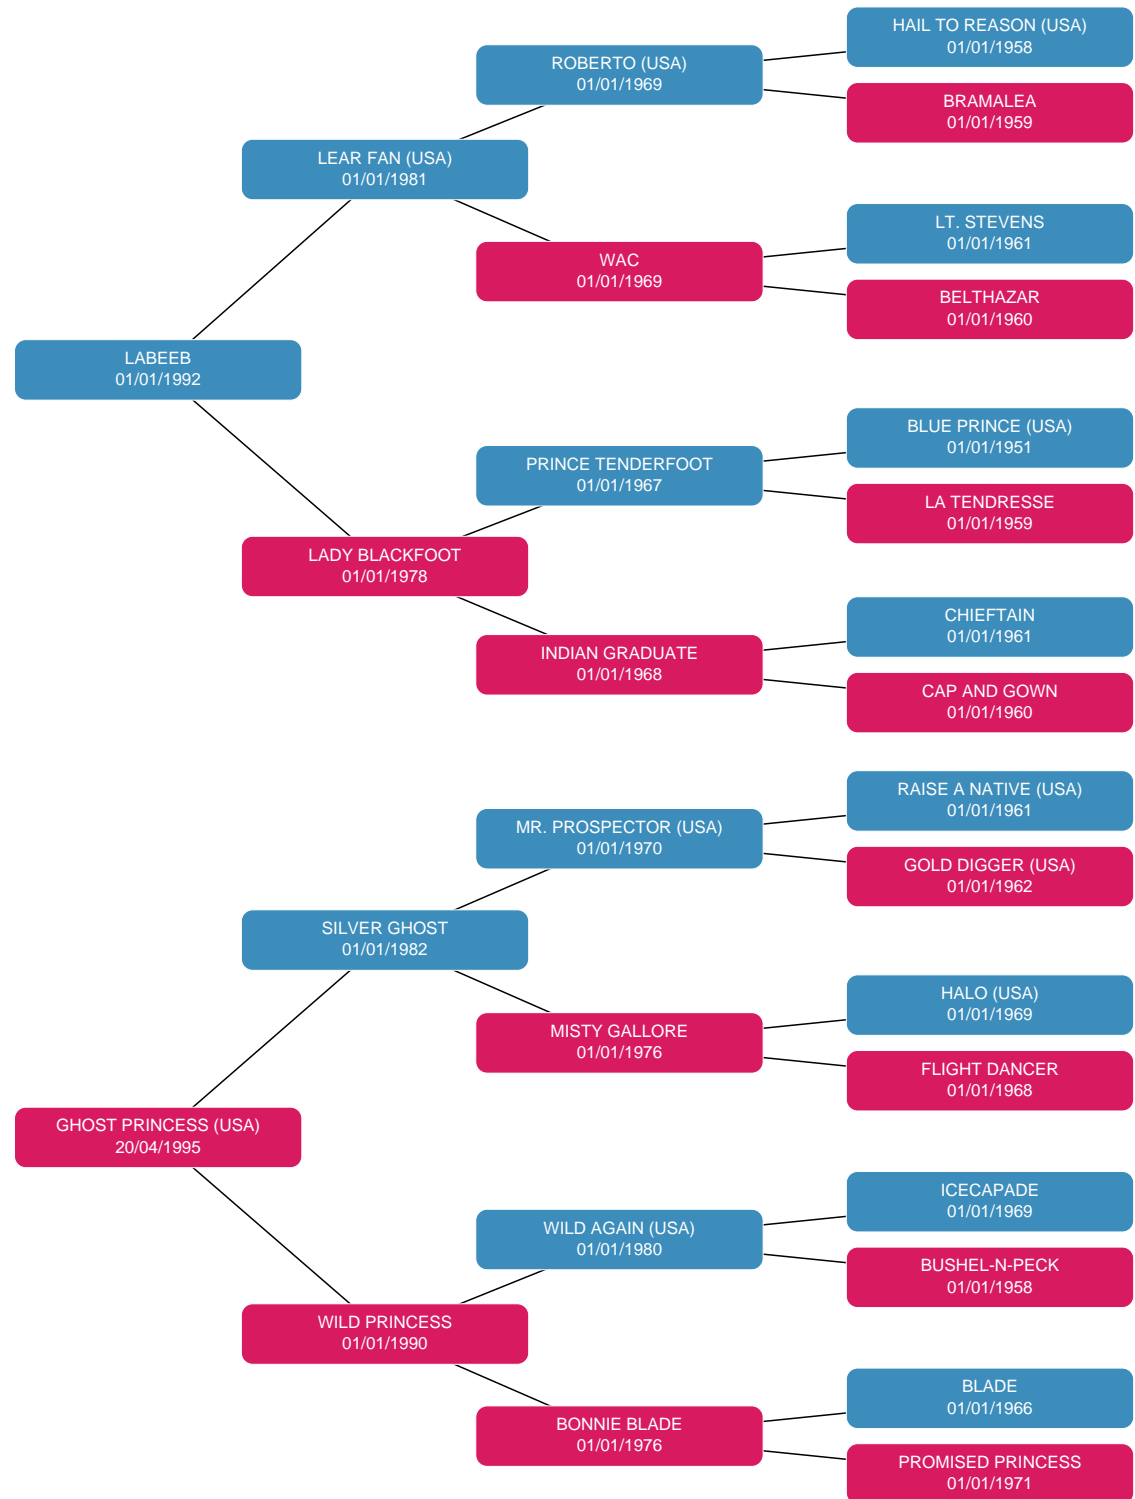 HAIL TO REASON (USA)
01/01/1958
ROBERTO (USA)
01/01/1969
BRAMALEA
01/01/1959
LEAR FAN (USA)
01/01/1981
LT. STEVENS
01/01/1961
WAC
01/01/1969
BELTHAZAR
01/01/1960
LABEEB
01/01/1992
BLUE PRINCE (USA)
01/01/1951
PRINCE TENDERFOOT
01/01/1967
LA TENDRESSE
01/01/1959
LADY BLACKFOOT
01/01/1978
CHIEFTAIN
01/01/1961
INDIAN GRADUATE
01/01/1968
CAP AND GOWN
01/01/1960
RAISE A NATIVE (USA)
01/01/1961
MR. PROSPECTOR (USA)
01/01/1970
GOLD DIGGER (USA)
01/01/1962
SILVER GHOST
01/01/1982
HALO (USA)
01/01/1969
MISTY GALLORE
01/01/1976
FLIGHT DANCER
01/01/1968
GHOST PRINCESS (USA)
20/04/1995
ICECAPADE
01/01/1969
WILD AGAIN (USA)
01/01/1980
BUSHEL-N-PECK
01/01/1958
WILD PRINCESS
01/01/1990
BLADE
01/01/1966
BONNIE BLADE
01/01/1976
PROMISED PRINCESS
01/01/1971